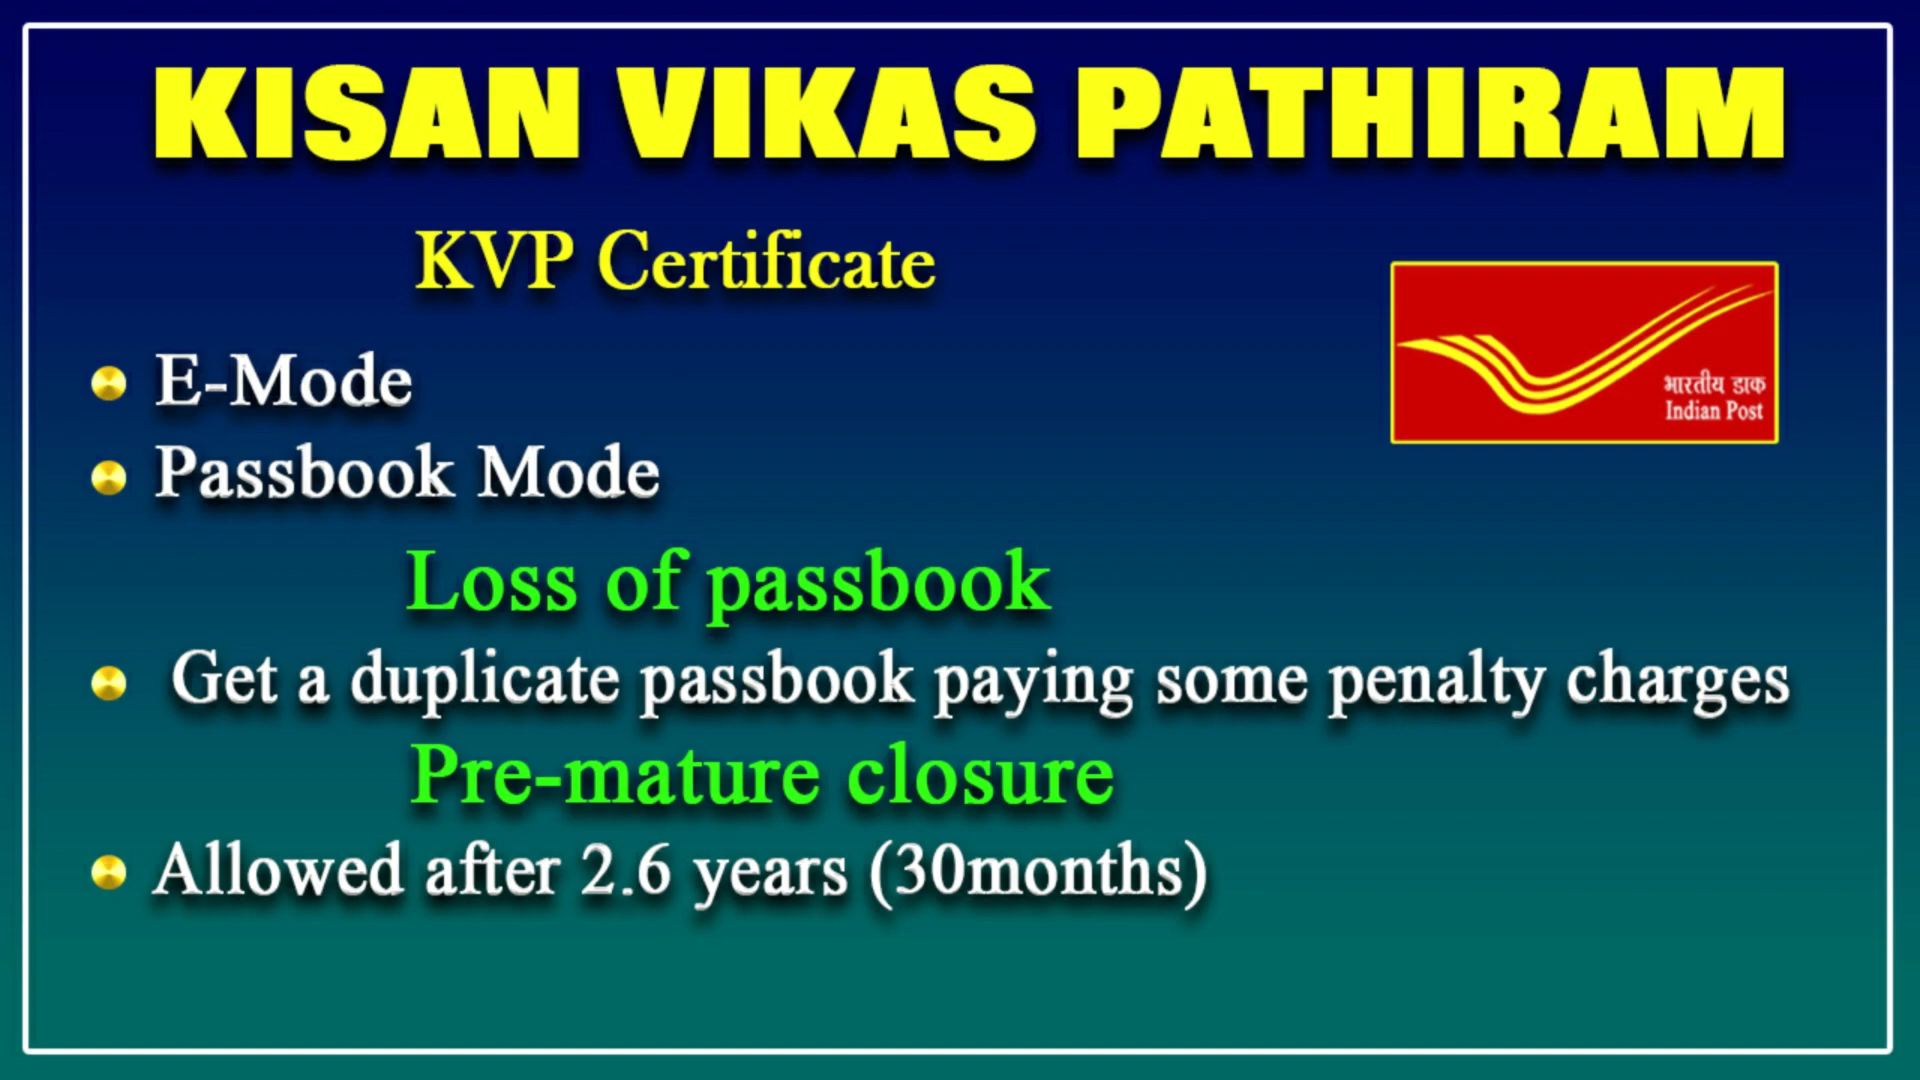 KISAN VIKAS PATHIRAM
KVP Certificate
भारतीय डाक
Indian Post
E-Mode
Passbook Mode
Loss of passbook
Get a duplicate passbook paying some penalty charges
Pre-mature closure
Allowed after 2.6 years (30months)